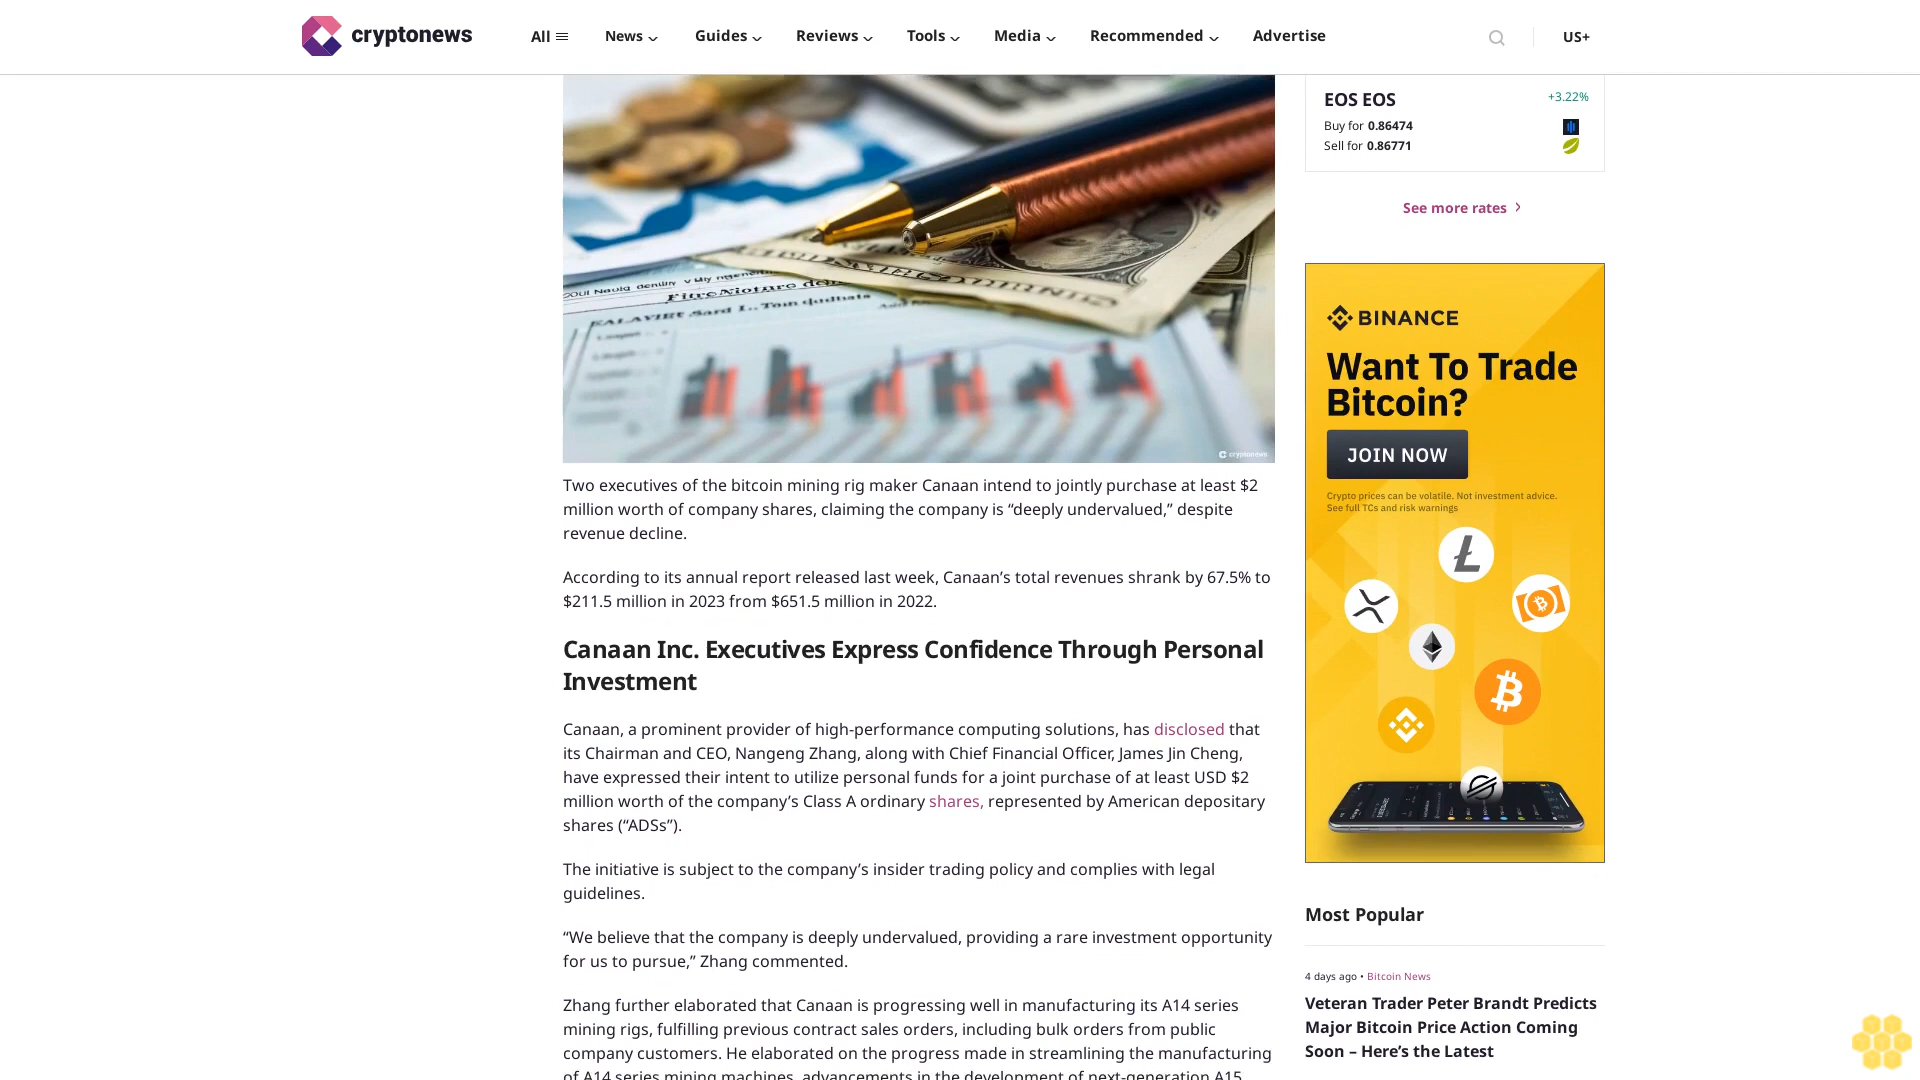 cryptonews
All
News
Guides
Reviews
Tools
Media
Recommended
Advertise
US+
EOS EOS
+3.22%
Buy for 0.86474
Sell for 0.86771
See more rates
cryptonews
Two executives of the bitcoin mining rig maker Canaan intend to jointly purchase at least $2
million worth of company shares, claiming the company is “deeply undervalued,” despite
revenue decline.
According to its annual report released last week, Canaan’s total revenues shrank by 67.5% to
$211.5 million in 2023 from $651.5 million in 2022.
Canaan Inc. Executives Express Confidence Through Personal
Investment
Canaan, a prominent provider of high-performance computing solutions, has disclosed that
its Chairman and CEO, Nangeng Zhang, along with Chief Financial Officer, James Jin Cheng,
have expressed their intent to utilize personal funds for a joint purchase of at least USD $2
million worth of the company’s Class A ordinary shares, represented by American depositary
shares (“ADSs”).
The initiative is subject to the company’s insider trading policy and complies with legal
guidelines.
“We believe that the company is deeply undervalued, providing a rare investment opportunity
for us to pursue,” Zhang commented.
Zhang further elaborated that Canaan is progressing well in manufacturing its A14 series
mining rigs, fulfilling previous contract sales orders, including bulk orders from public
company customers. He elaborated on the progress made in streamlining the manufacturing
of A14 series mining machines, advancements in the development of next-generation A15
BINANCE
Want To Trade
Bitcoin?
JOIN NOW
Crypto prices can be volatile. Not investment advice.
See full TCs and risk warnings
Most Popular
4 days ago • Bitcoin News
Veteran Trader Peter Brandt Predicts
Major Bitcoin Price Action Coming
Soon – Here’s the Latest